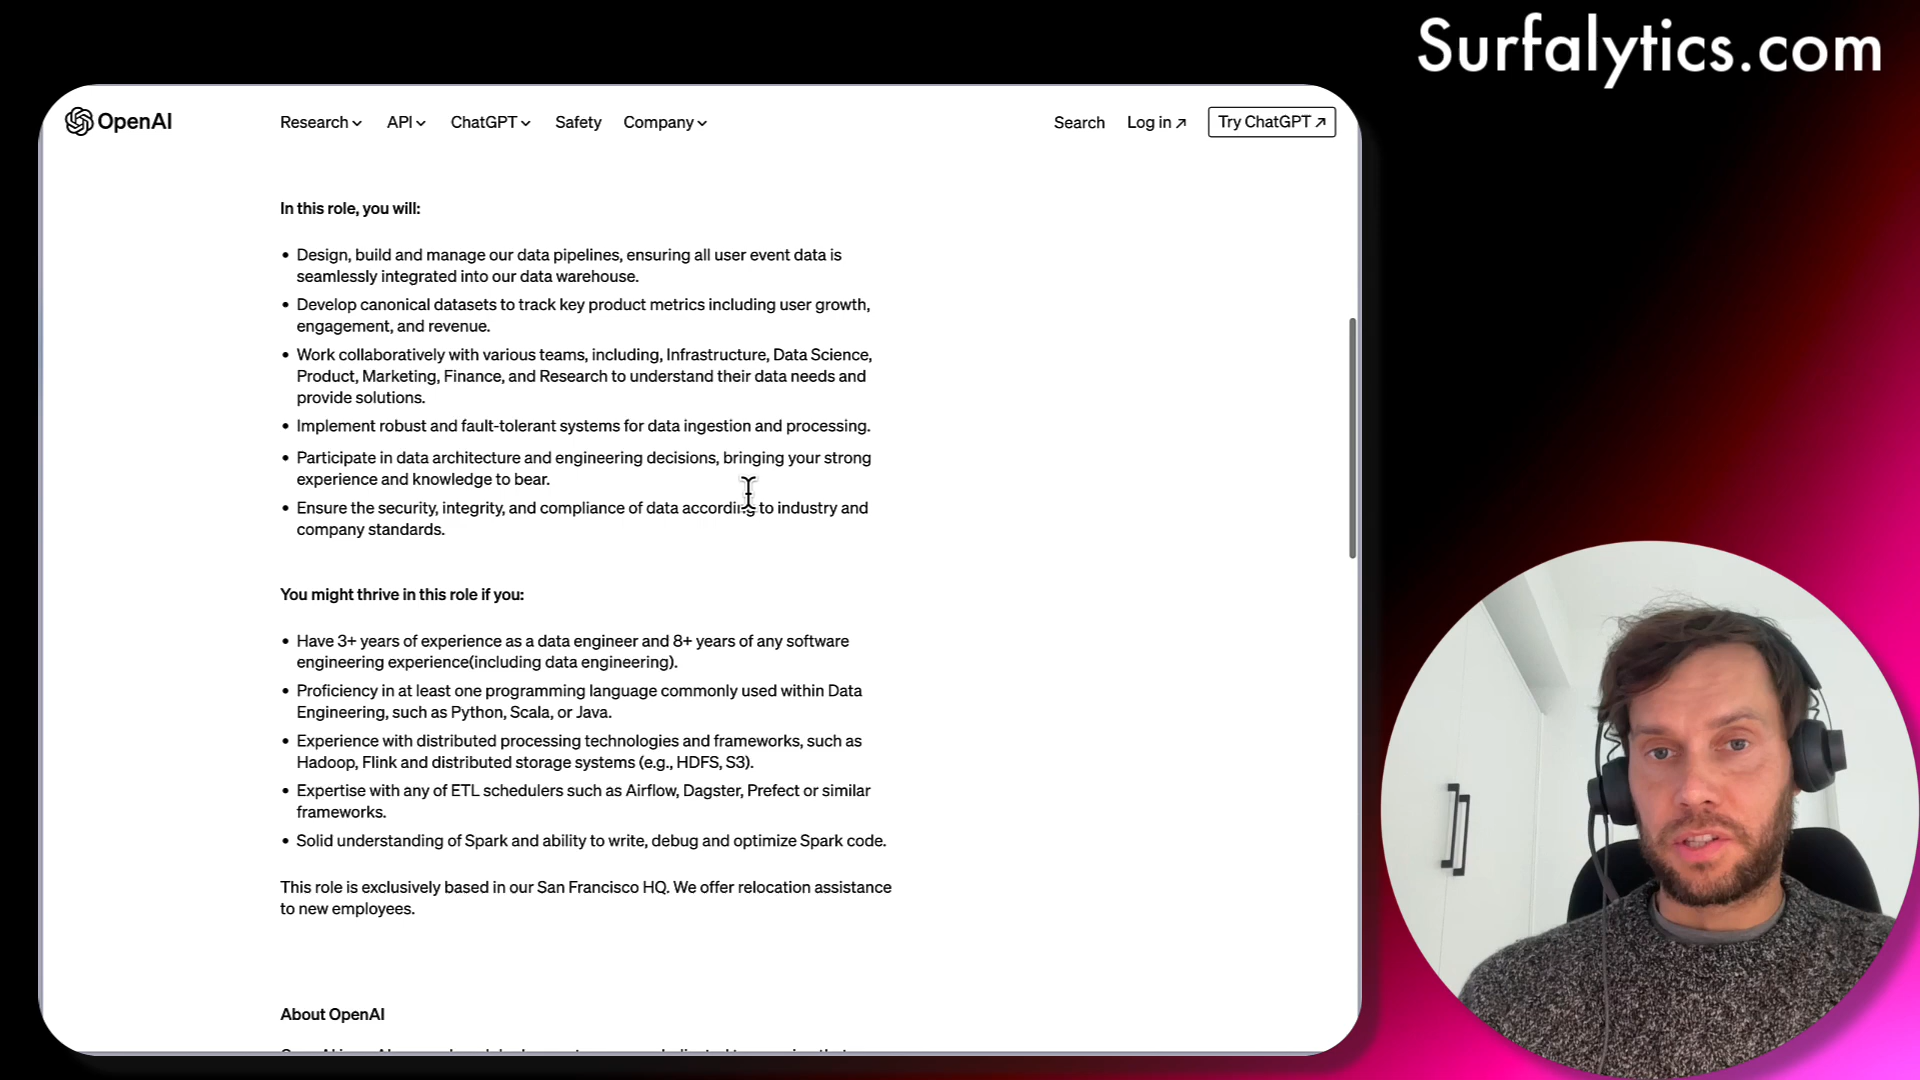 Surfalytics.com
OpenAI
Research API ChatGPT Safety Company Search Log in ↗ Try ChatGPT ↗
In this role, you will:
• Design, build and manage our data pipelines, ensuring all user event data is
seamlessly integrated into our data warehouse.
• Develop canonical datasets to track key product metrics including user growth,
engagement, and revenue.
• Work collaboratively with various teams, including, Infrastructure, Data Science,
Product, Marketing, Finance, and Research to understand their data needs and
provide solutions.
• Implement robust and fault-tolerant systems for data ingestion and processing.
• Participate in data architecture and engineering decisions, bringing your strong
experience and knowledge to bear.
• Ensure the security, integrity, and compliance of data according to industry and
company standards.
You might thrive in this role if you:
• Have 3+ years of experience as a data engineer and 8+ years of any software
engineering experience(including data engineering).
• Proficiency in at least one programming language commonly used within Data
Engineering, such as Python, Scala, or Java.
• Experience with distributed processing technologies and frameworks, such as
Hadoop, Flink and distributed storage systems (e.g., HDFS, S3).
• Expertise with any of ETL schedulers such as Airflow, Dagster, Prefect or similar
frameworks.
• Solid understanding of Spark and ability to write, debug and optimize Spark code.
This role is exclusively based in our San Francisco HQ. We offer relocation assistance
to new employees.
About OpenAI